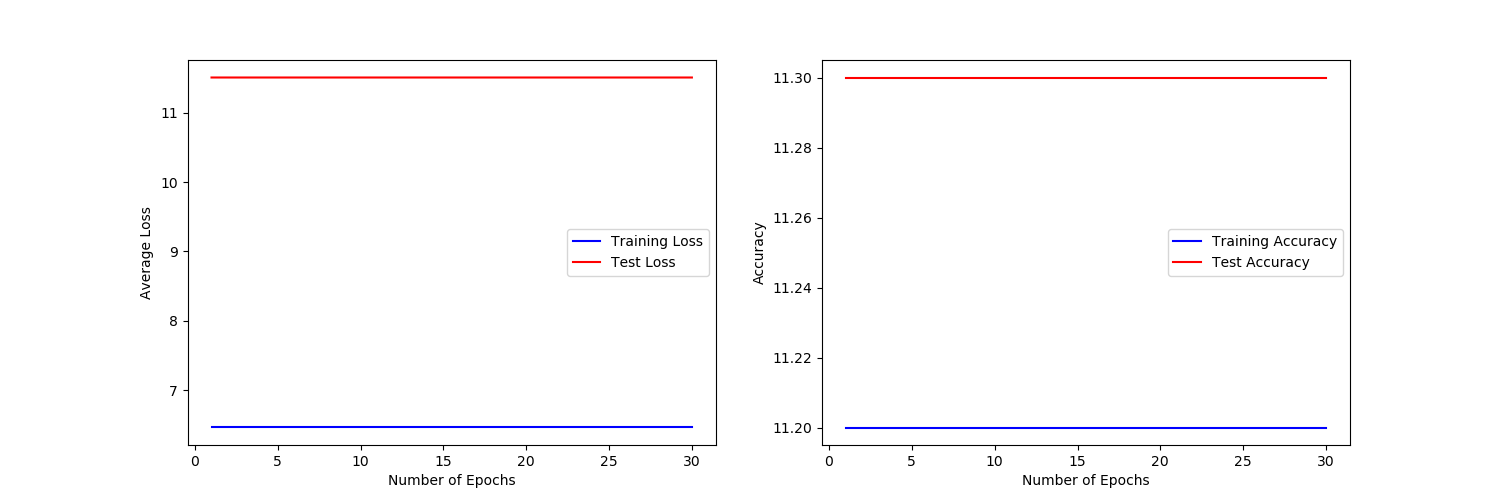 11
10
9
8
7
Average Loss
Training Loss
Test Loss
0 5 10 15 20 25 30
Number of Epochs
11.30
11.28
11.26
11.24
11.22
11.20
Accuracy
Training Accuracy
Test Accuracy
0 5 10 15 20 25 30
Number of Epochs